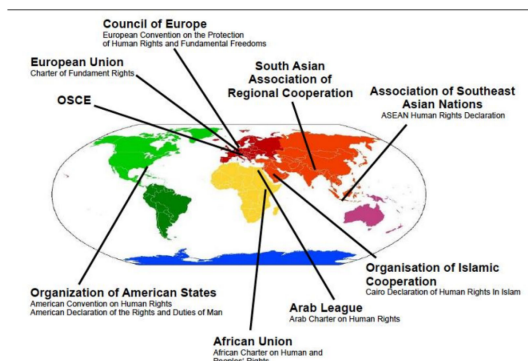 Council of Europe
European Convention on the Protection
of Human Rights and Fundamental Freedoms
European Union
Charter of Fundament Rights
OSCE
South Asian
Association of
Regional Cooperation
Association of Southeast
Asian Nations
ASEAN Human Rights Declaration
Organization of American States
American Convention on Human Rights
American Declaration of the Rights and Duties of Man
Organisation of Islamic
Cooperation
Cairo Declaration of Human Rights In Islam
Arab League
Arab Charter on Human Rights
African Union
African Charter on Human and
Peoples' Rights